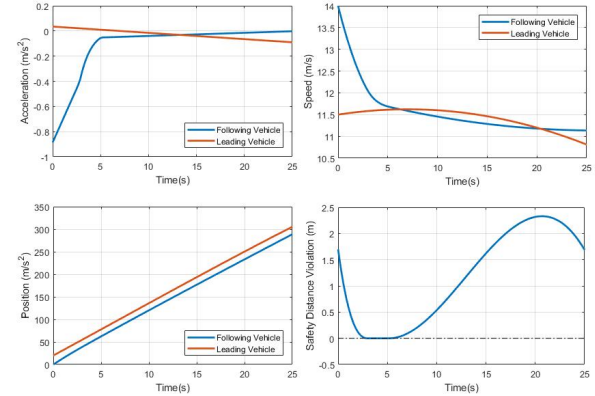 0.2
0
-0.2
-0.4
-0.6
-0.8
-1
Acceleration (m/s²)
0 5 10 15 20 25
Time(s)
Following Vehicle
Leading Vehicle
14
13.5
13
12.5
12
11.5
11
10.5
Speed (m/s)
0 5 10 15 20 25
Time(s)
Following Vehicle
Leading Vehicle
350
300
250
200
150
100
50
0
Position (m/s²)
0 5 10 15 20 25
Time(s)
Following Vehicle
Leading Vehicle
2.5
2
1.5
1
0.5
0
-0.5
Safety Distance Violation (m)
0 5 10 15 20 25
Time(s)